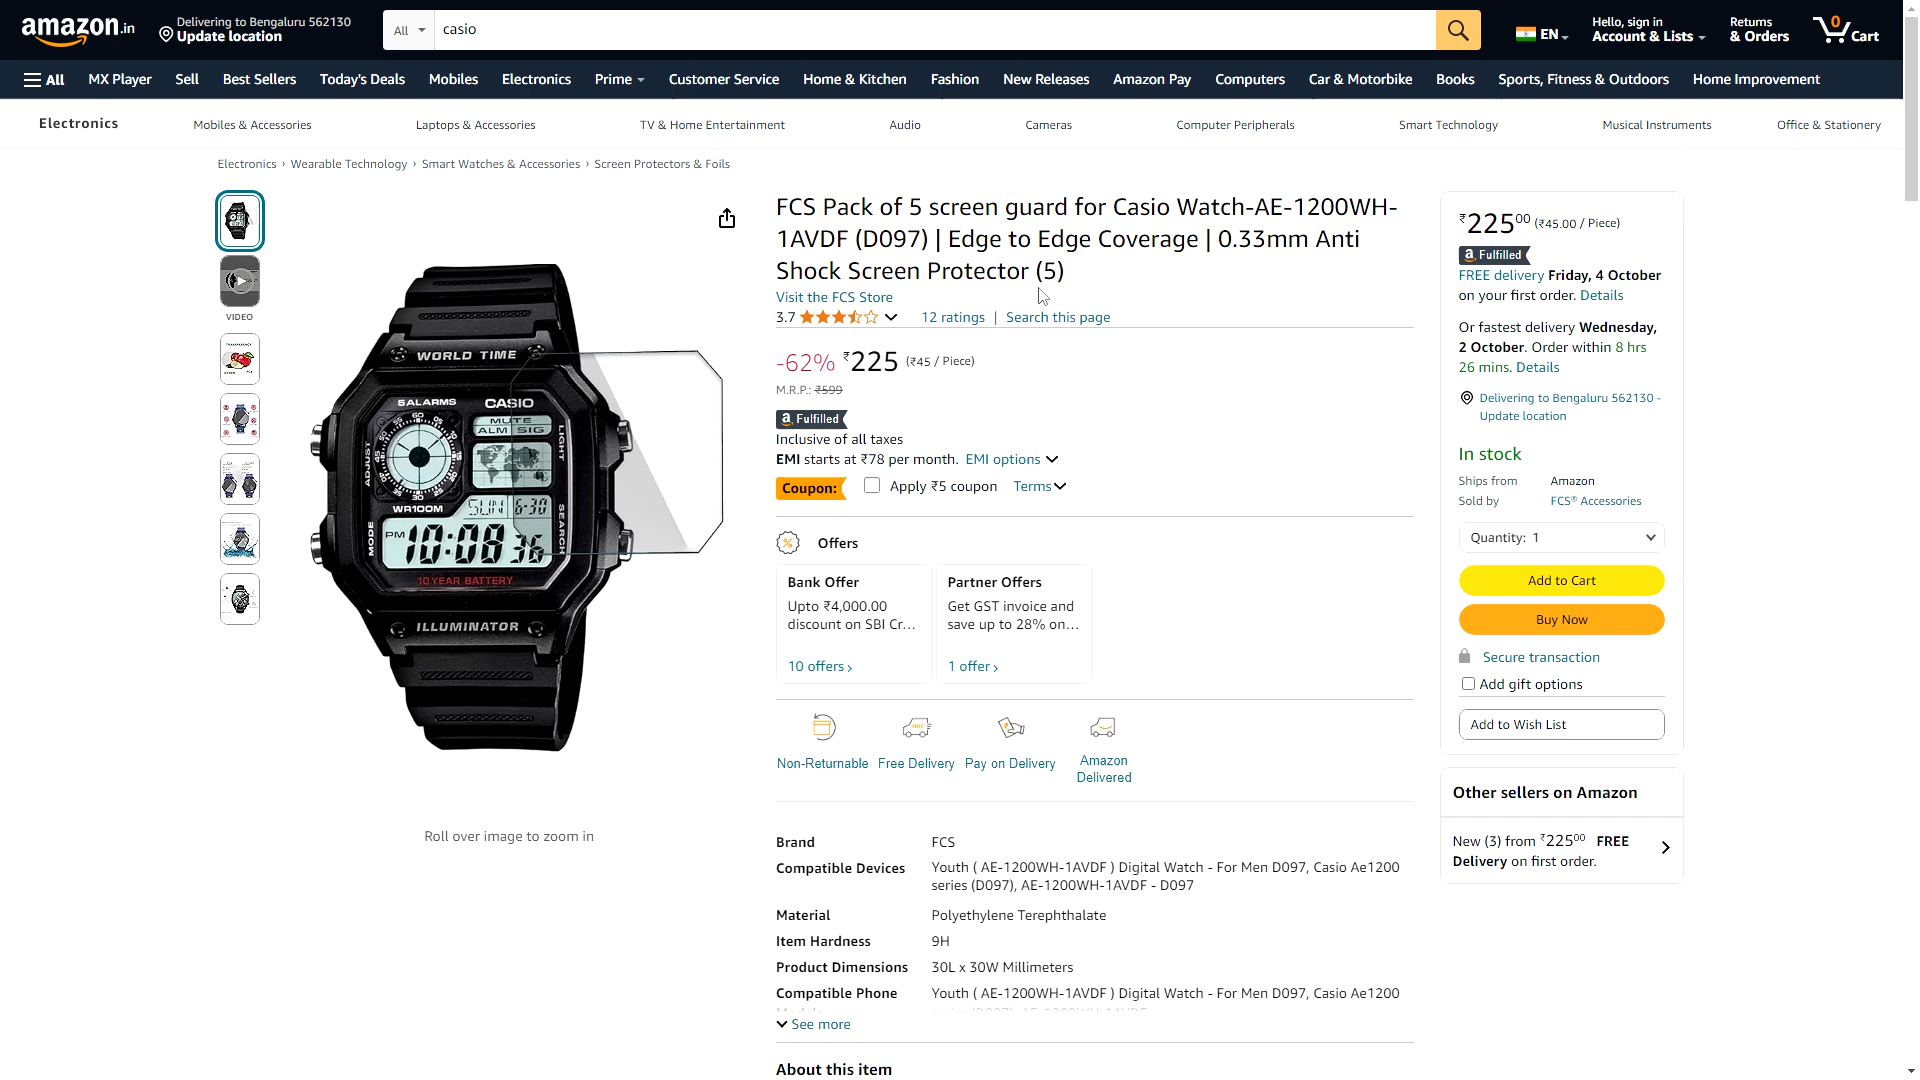 amazon.in
Delivering to Bengaluru 562130
Update location
All
casio
EN
Hello, sign in
Account & Lists
Returns
& Orders
0
Cart
All
MX Player
Sell
Best Sellers
Today's Deals
Mobiles
Electronics
Prime
Customer Service
Home & Kitchen
Fashion
New Releases
Amazon Pay
Computers
Car & Motorbike
Books
Sports, Fitness & Outdoors
Home Improvement
Electronics
Mobiles & Accessories
Laptops & Accessories
TV & Home Entertainment
Audio
Cameras
Computer Peripherals
Smart Technology
Musical Instruments
Office & Stationery
Electronics › Wearable Technology › Smart Watches & Accessories › Screen Protectors & Foils
VIDEO
WORLD TIME
5 ALARMS
CASIO
MUTE
ALM SIG
ADJUST
LIGHT
WR100M
SUN 6-30
MODE
SEARCH
PM 10:08 36
10 YEAR BATTERY
ILLUMINATOR
Roll over image to zoom in
FCS Pack of 5 screen guard for Casio Watch-AE-1200WH-
1AVDF (D097) | Edge to Edge Coverage | 0.33mm Anti
Shock Screen Protector (5)
Visit the FCS Store
3.7
12 ratings | Search this page
-62% ₹225 (₹45 / Piece)
M.R.P.: ₹599
a Fulfilled
Inclusive of all taxes
EMI starts at ₹78 per month. EMI options
Coupon: Apply ₹5 coupon Terms
Offers
Bank Offer
Upto ₹4,000.00
discount on SBI Cr...
10 offers ›
Partner Offers
Get GST invoice and
save up to 28% on...
1 offer ›
Non-Returnable
Free Delivery
Pay on Delivery
Amazon
Delivered
Brand FCS
Compatible Devices Youth ( AE-1200WH-1AVDF ) Digital Watch - For Men D097, Casio Ae1200
series (D097), AE-1200WH-1AVDF - D097
Material Polyethylene Terephthalate
Item Hardness 9H
Product Dimensions 30L x 30W Millimeters
Compatible Phone Youth ( AE-1200WH-1AVDF ) Digital Watch - For Men D097, Casio Ae1200
See more
About this item
₹225 00 (₹45.00 / Piece)
a Fulfilled
FREE delivery Friday, 4 October
on your first order. Details
Or fastest delivery Wednesday,
2 October. Order within 8 hrs
26 mins. Details
Delivering to Bengaluru 562130 -
Update location
In stock
Ships from Amazon
Sold by FCS® Accessories
Quantity: 1
Add to Cart
Buy Now
Secure transaction
Add gift options
Add to Wish List
Other sellers on Amazon
New (3) from ₹225 00 FREE
Delivery on first order.